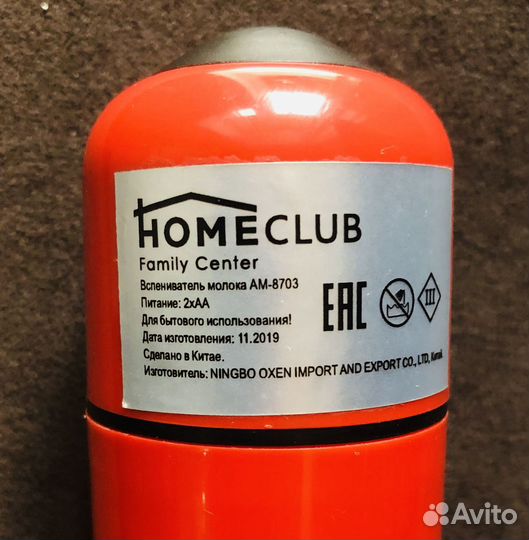 HOMECLUB
Family Center
Вспениватель молока AM-8703
Питание: 2xAA
Для бытового использования!
Дата изготовления: 11.2019
Сделано в Китае.
Изготовитель: NINGBO OXEN IMPORT AND EXPORT CO., LTD, Китай.
EAC
III
Avito